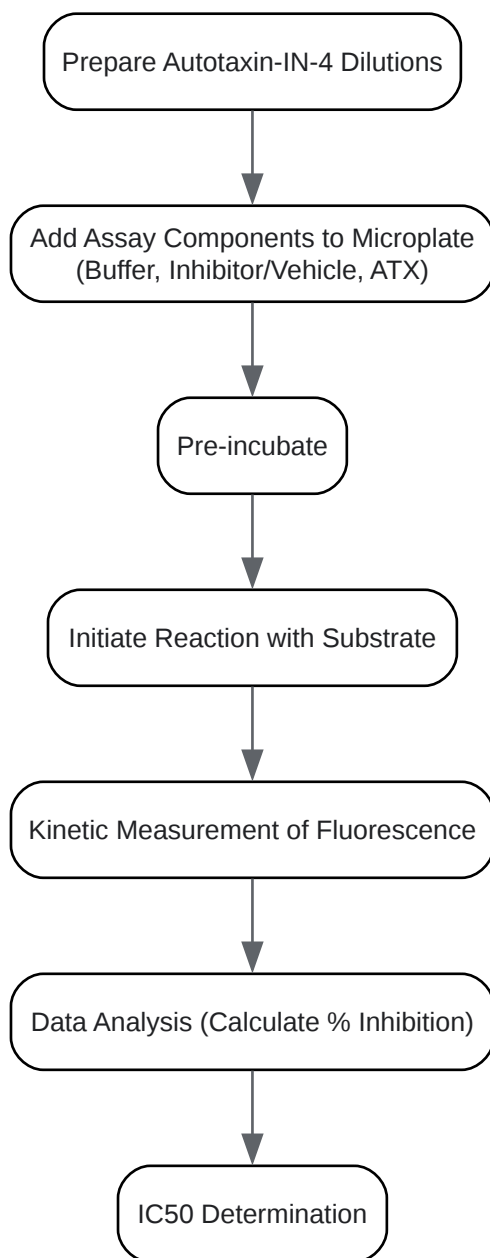 Prepare Autotaxin-IN-4 Dilutions
Add Assay Components to Microplate
(Buffer, Inhibitor/Vehicle, ATX)
Pre-incubate
Initiate Reaction with Substrate
Kinetic Measurement of Fluorescence
Data Analysis (Calculate % Inhibition)
IC50 Determination